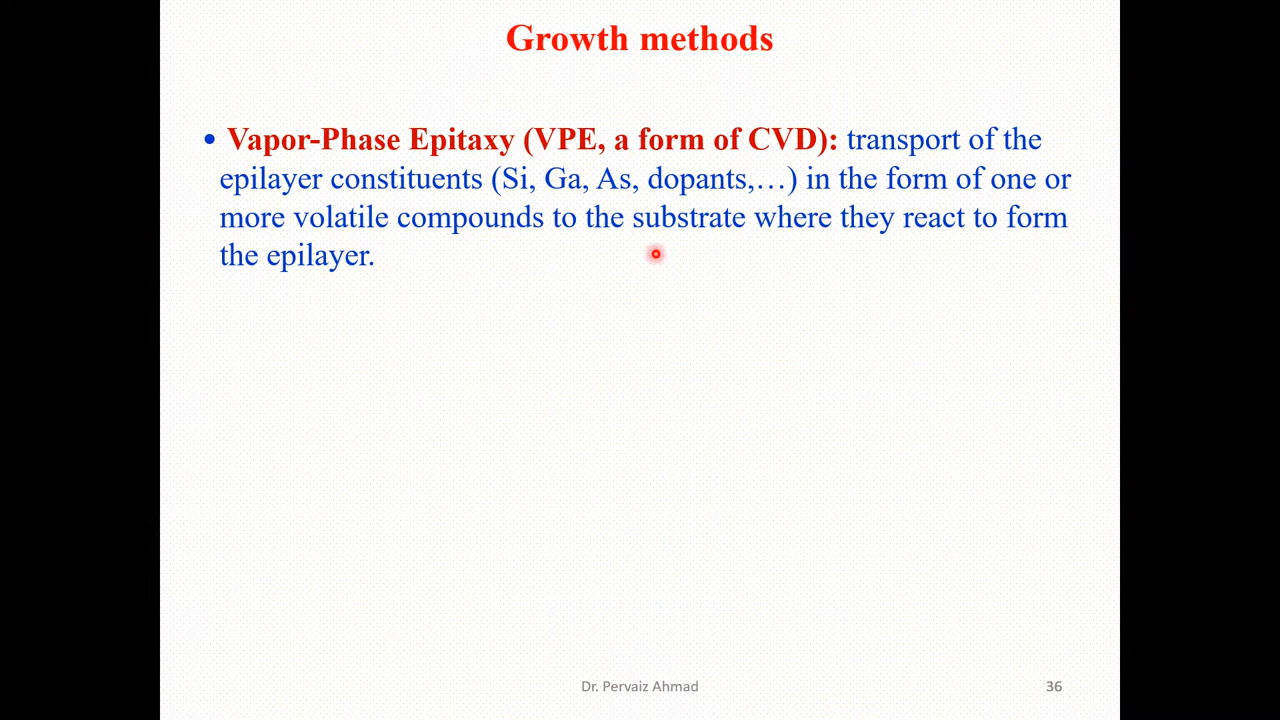 Growth methods
• Vapor-Phase Epitaxy (VPE, a form of CVD): transport of the
epilayer constituents (Si, Ga, As, dopants,…) in the form of one or
more volatile compounds to the substrate where they react to form
the epilayer.
Dr. Pervaiz Ahmad
36